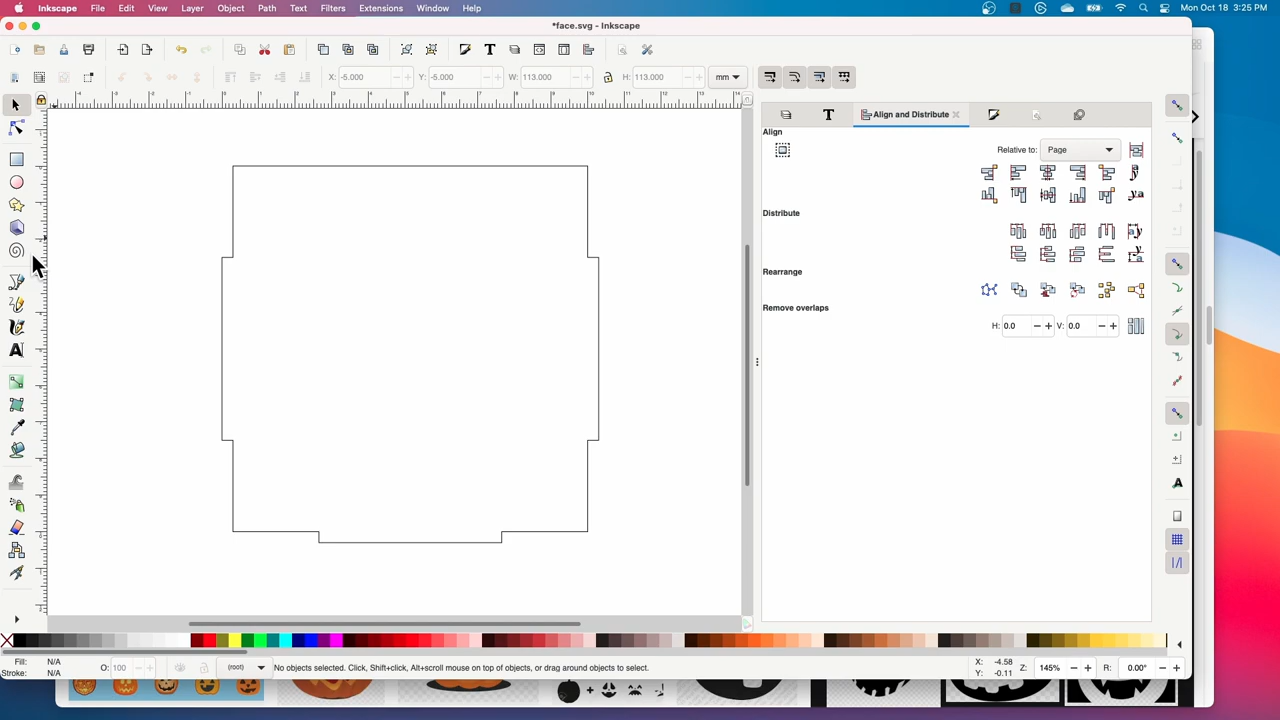 Inkscape File Edit View Layer Object Path Text Filters Extensions Window Help Mon Oct 18 3:25 PM
*face.svg - Inkscape
X: -5.000 Y: -5.000 W: 113.000 H: 113.000 mm
Align and Distribute
Align
Relative to: Page
Distribute
Rearrange
Remove overlaps
H: 0.0 V: 0.0
Fill: N/A
Stroke: N/A
O: 100
(root)
No objects selected. Click, Shift+click, Alt+scroll mouse on top of objects, or drag around objects to select.
X: -4.58
Y: -0.11
Z: 145%
R: 0.00°